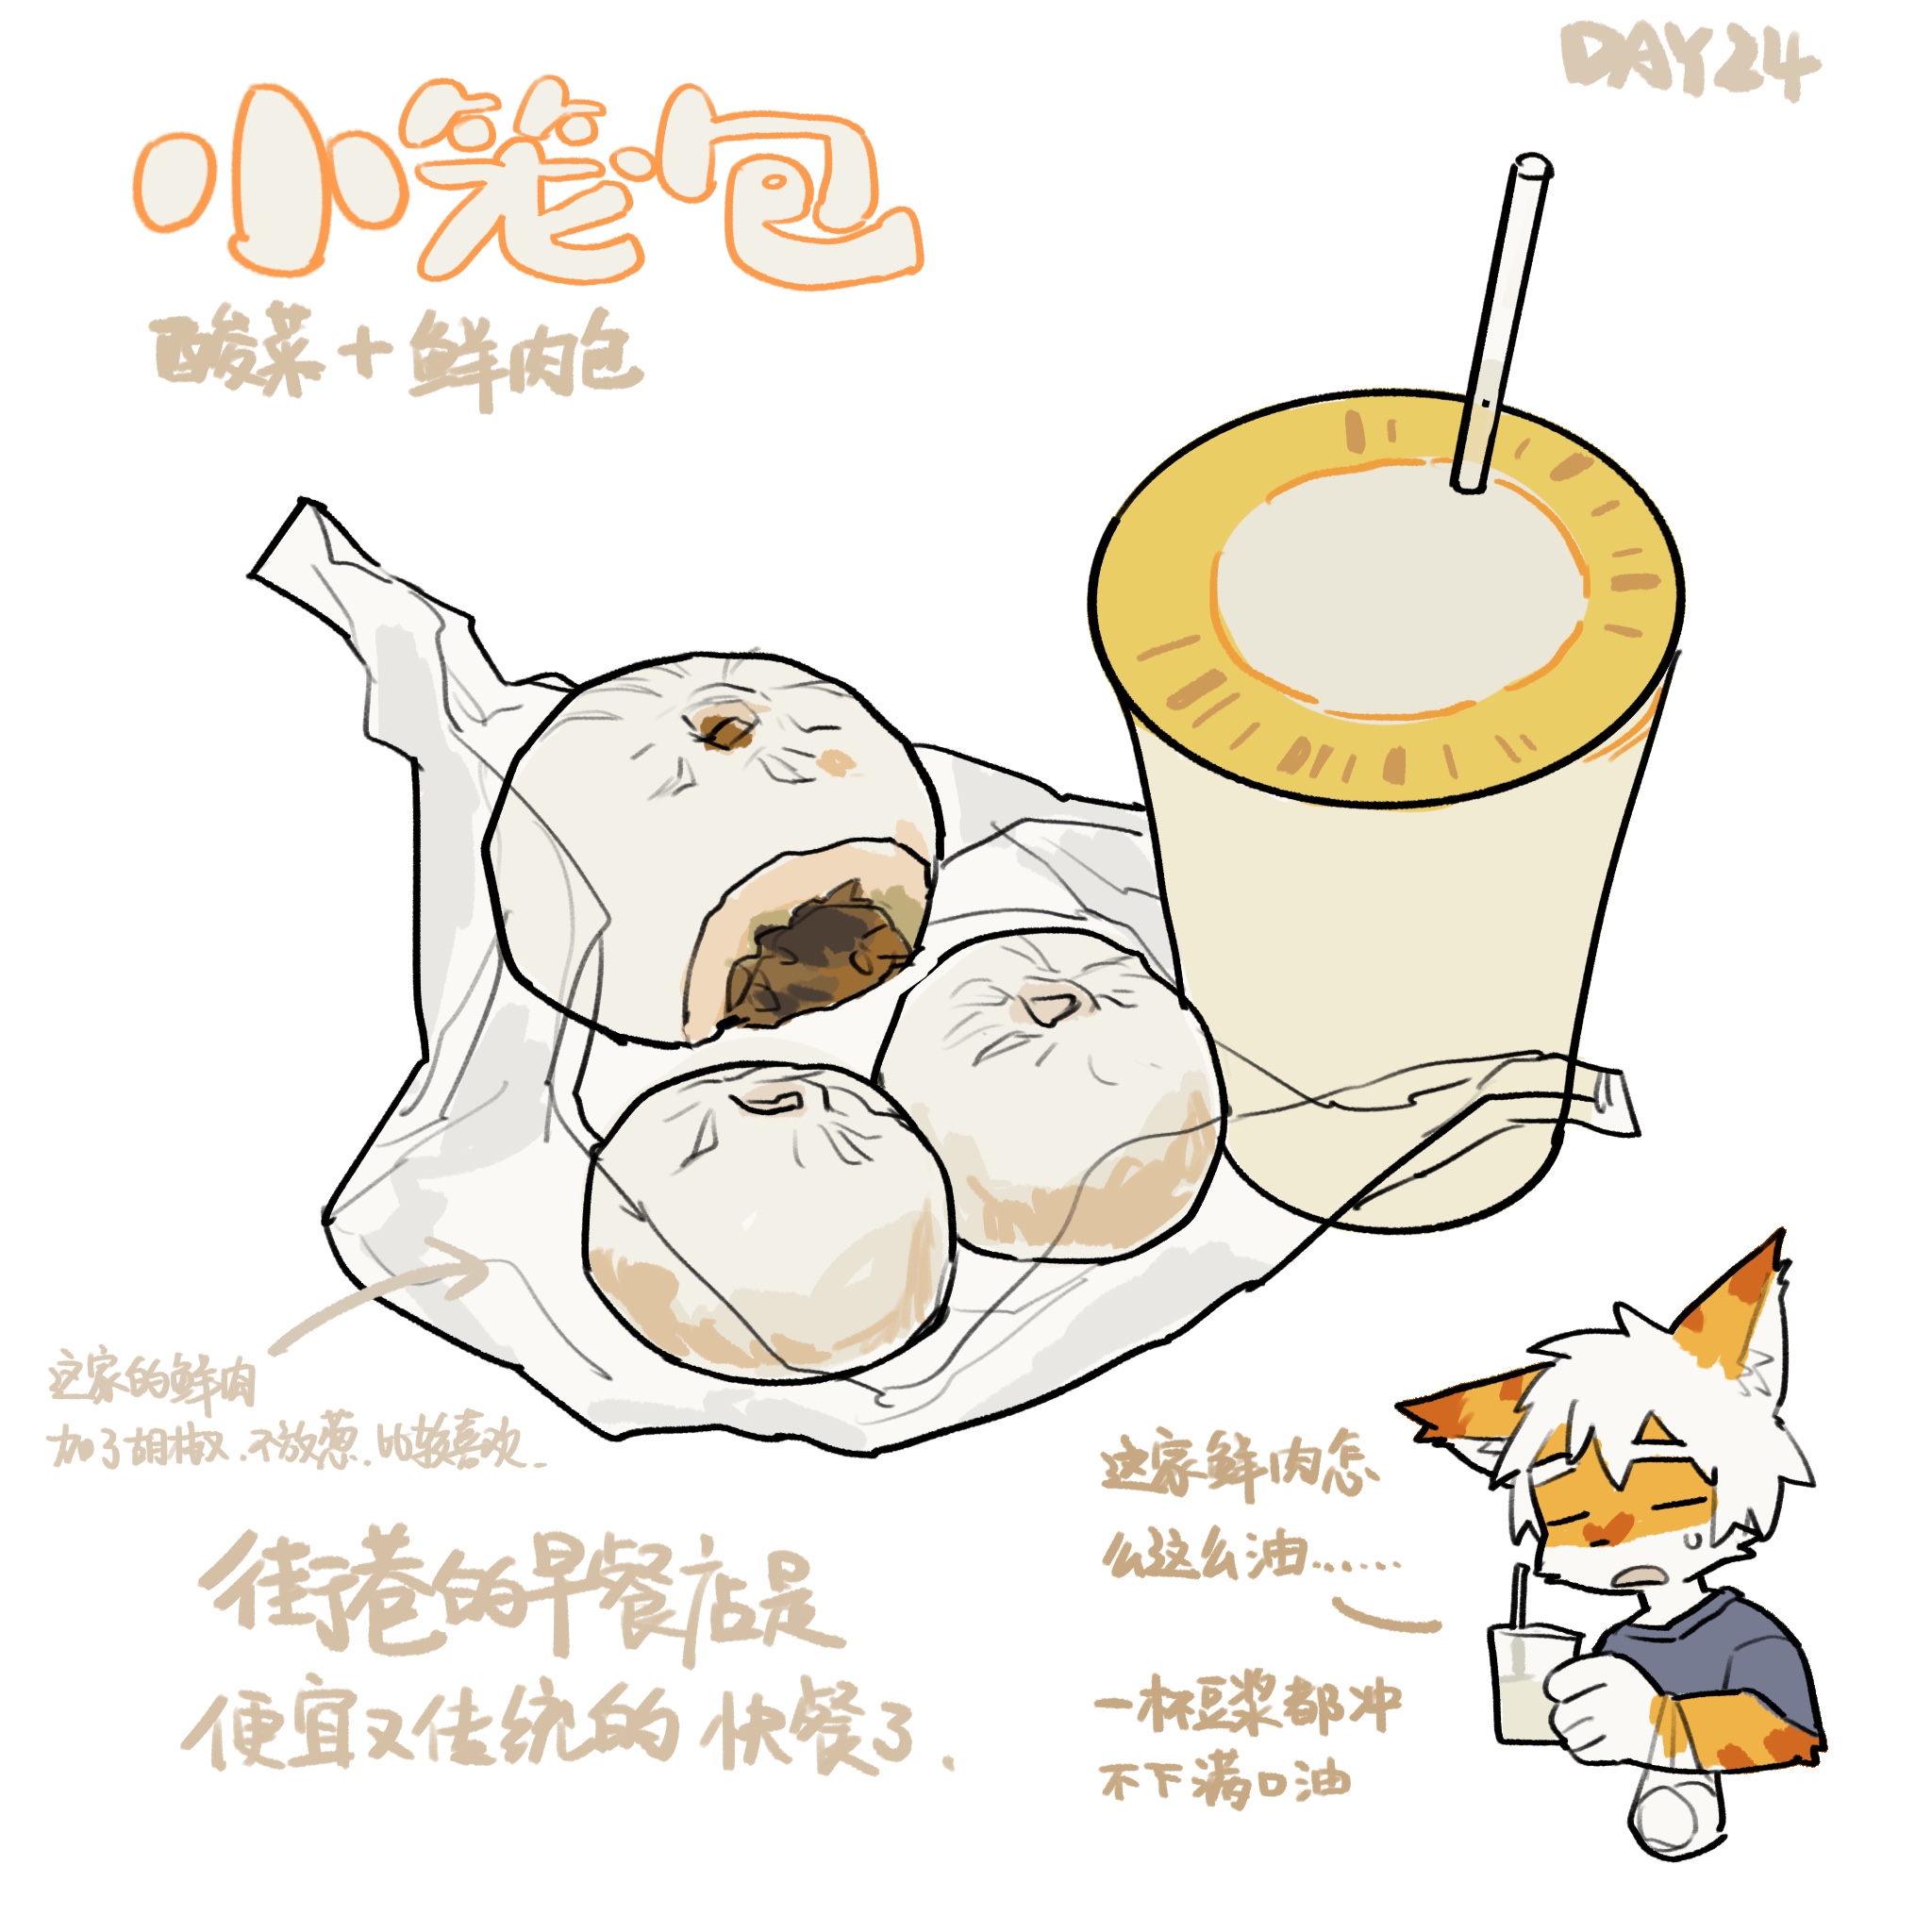 DAY24
小笼包
酸菜+鲜肉包
这家的鲜肉
加了胡椒.不放葱.比较喜欢.
这家鲜肉怎
么这么油……
街巷的早餐店是
便宜又传统的快餐了.
一杯豆浆都冲
不下满口油